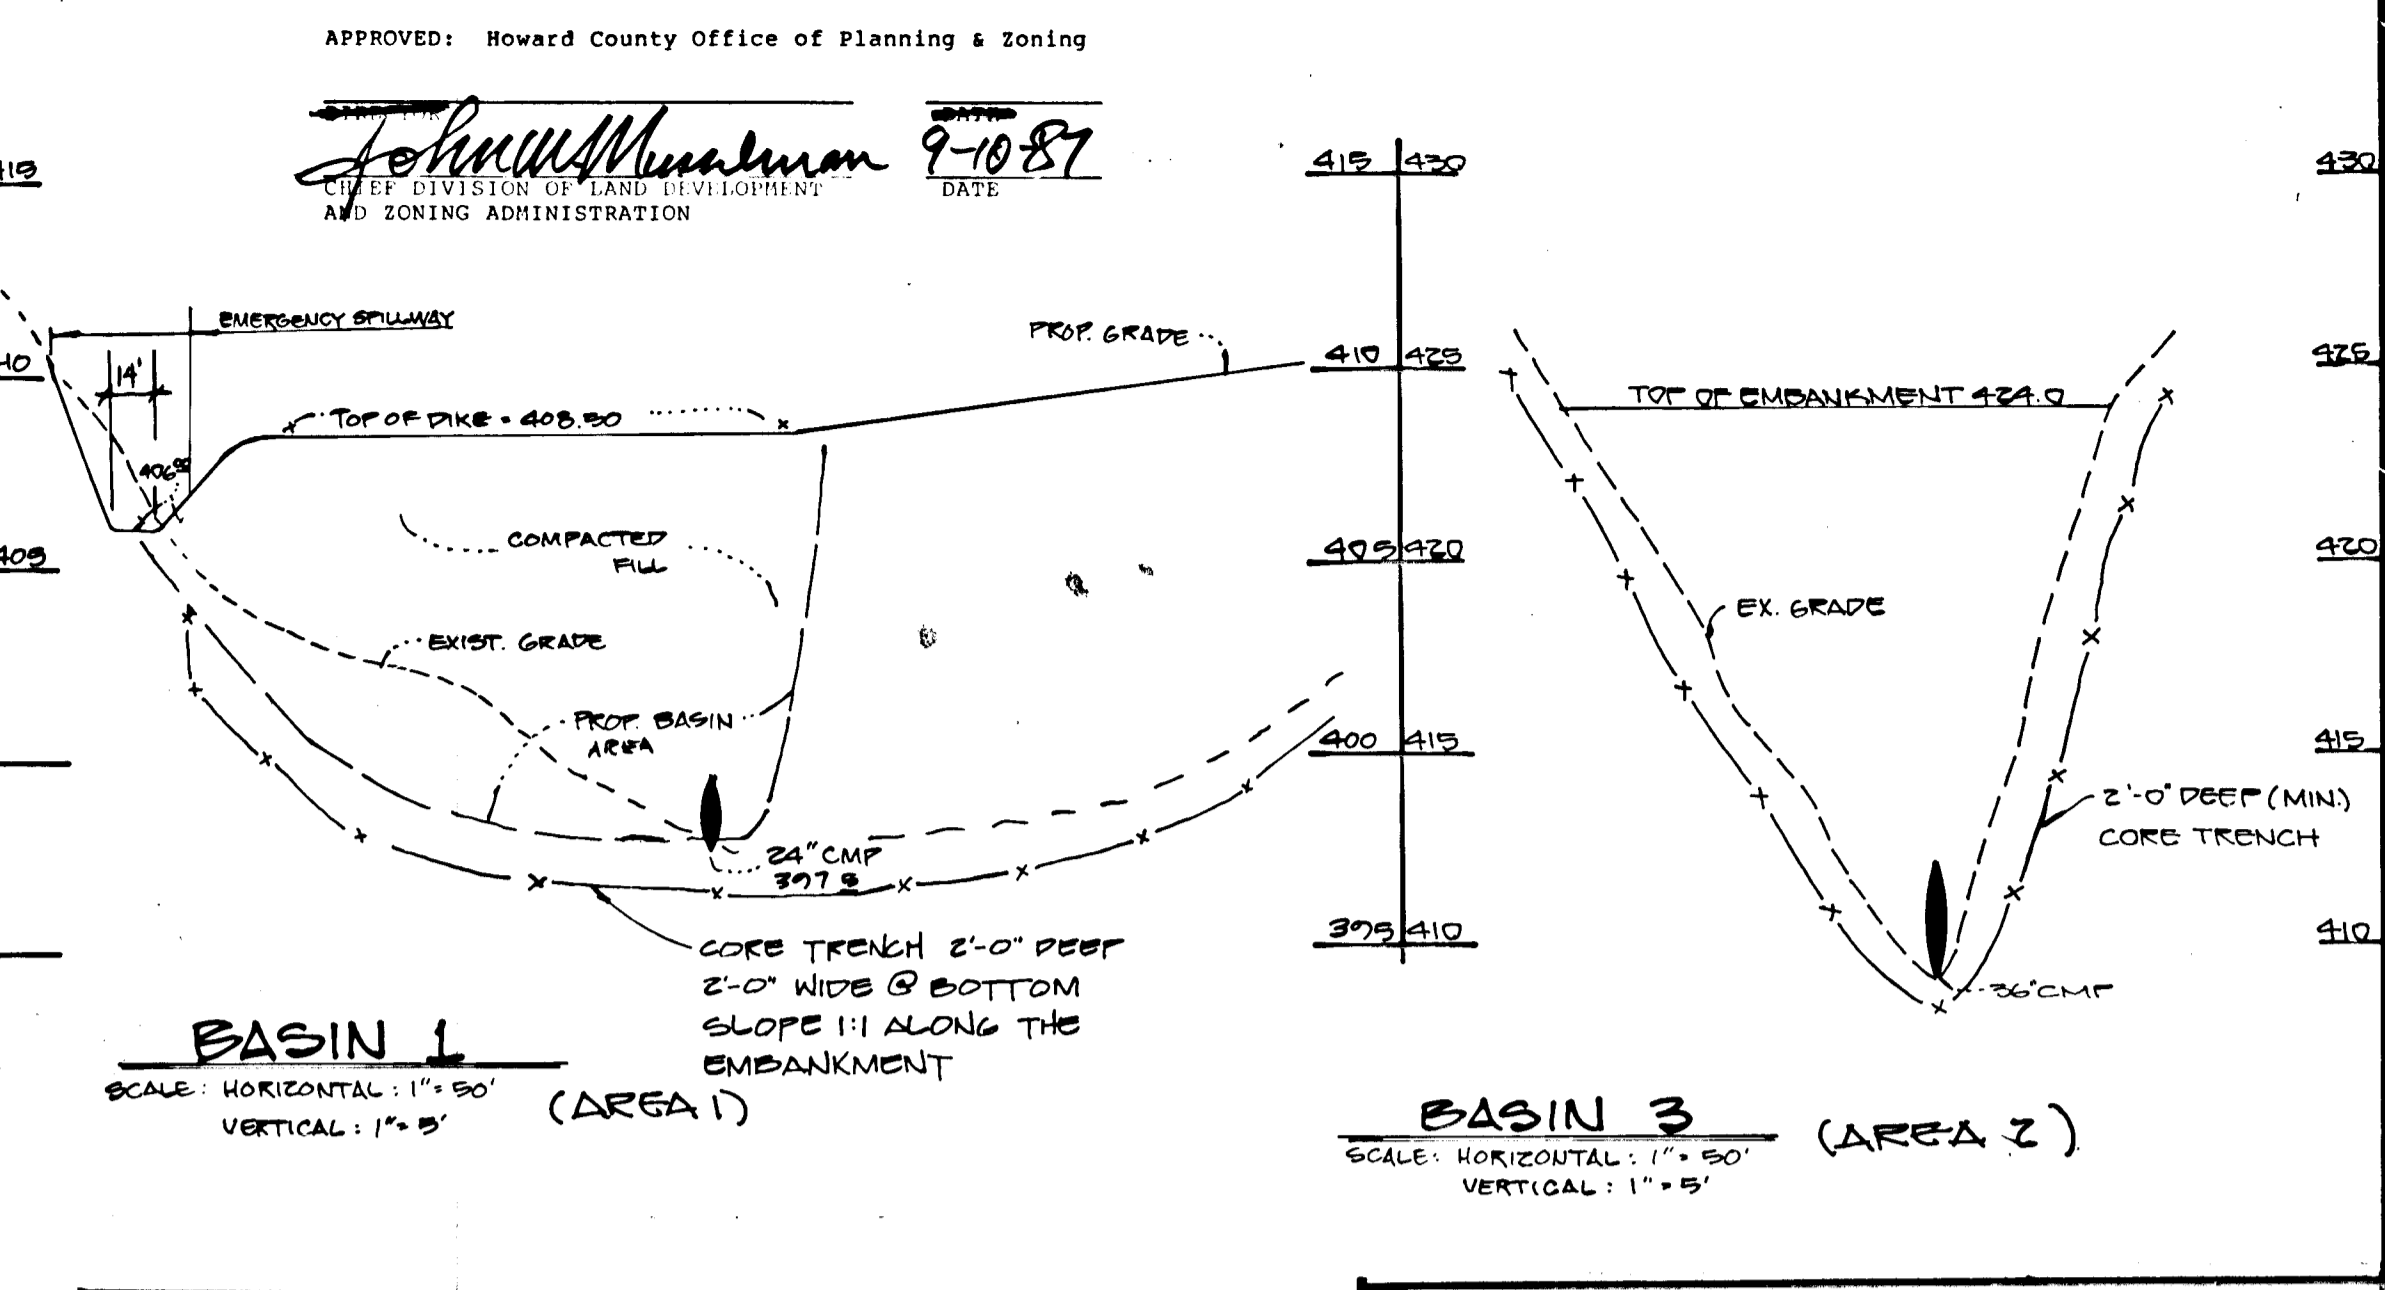 APPROVED: Howard County Office of Planning & Zoning
John W Musselman 9-10-87
CHIEF DIVISION OF LAND DEVELOPMENT DATE
AND ZONING ADMINISTRATION
415 430
430
EMERGENCY SPILLWAY
PROP. GRADE
410 425
425
14'
TOP OF DIKE = 408.50
TOP OF EMBANKMENT 424.0
COMPACTED
FILL
405 420
420
EXIST. GRADE
EX. GRADE
PROP. BASIN
AREA
400 415
415
2'-0" DEEP (MIN.)
CORE TRENCH
24" CMP
395 410
410
CORE TRENCH 2'-0" DEEP
2'-0" WIDE @ BOTTOM
SLOPE 1:1 ALONG THE
EMBANKMENT
36" CMP
BASIN 1
SCALE: HORIZONTAL: 1"=50'
VERTICAL: 1"=5'
(AREA 1)
BASIN 3
SCALE: HORIZONTAL: 1"=50'
VERTICAL: 1"=5'
(AREA 2)